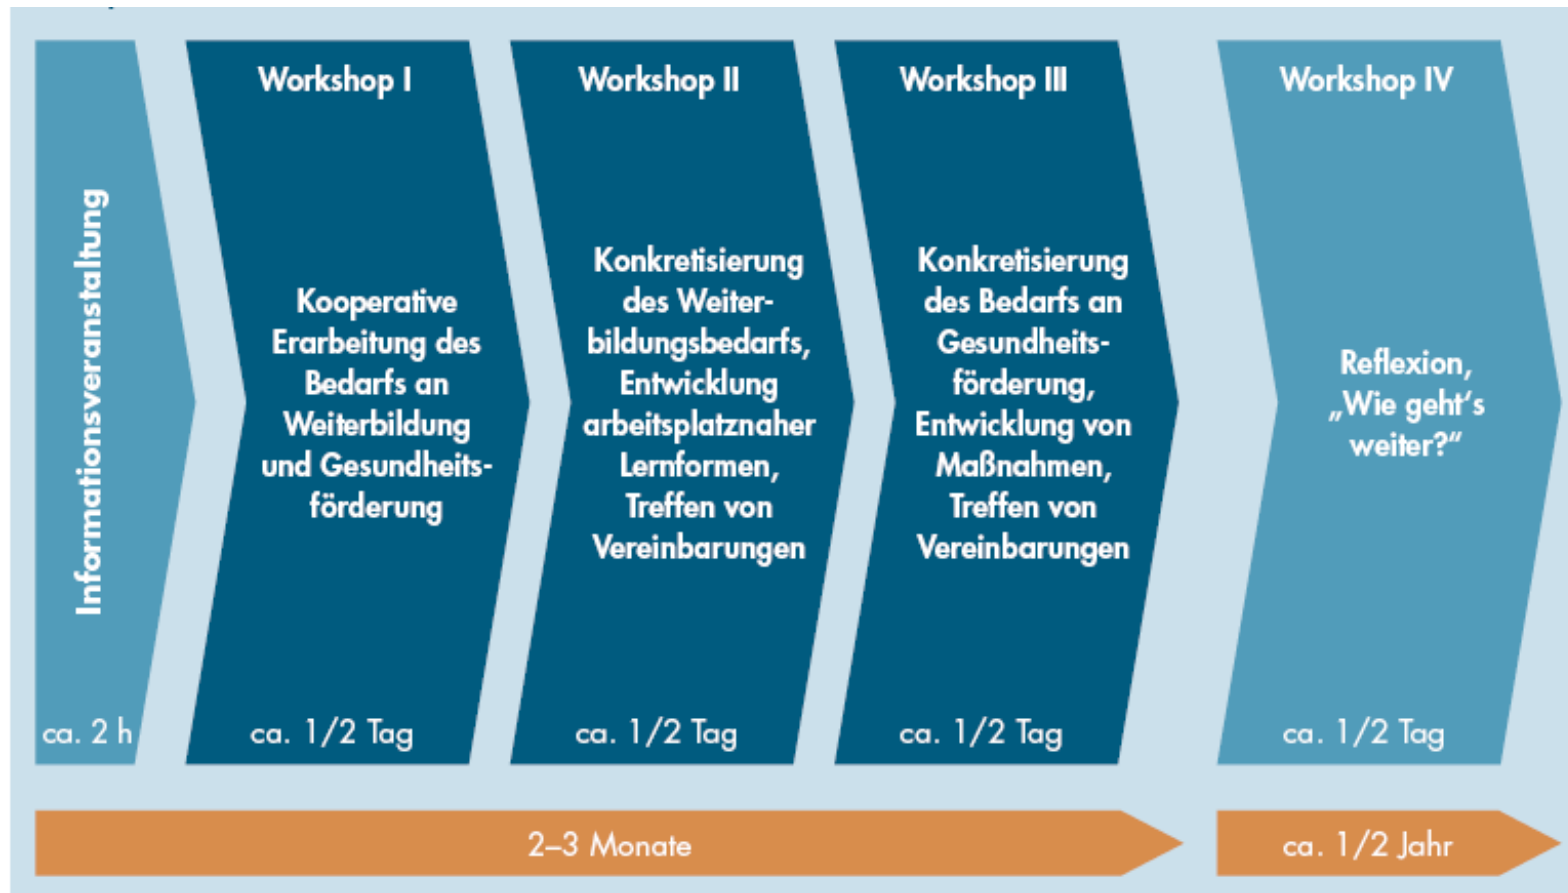 Informationsveranstaltung
ca. 2 h
Workshop I
Kooperative
Erarbeitung des
Bedarfs an
Weiterbildung
und Gesundheits-
förderung
ca. 1/2 Tag
Workshop II
Konkretisierung
des Weiter-
bildungsbedarfs,
Entwicklung
arbeitsplatznaher
Lernformen,
Treffen von
Vereinbarungen
ca. 1/2 Tag
Workshop III
Konkretisierung
des Bedarfs an
Gesundheits-
förderung,
Entwicklung von
Maßnahmen,
Treffen von
Vereinbarungen
ca. 1/2 Tag
Workshop IV
Reflexion,
„Wie geht‘s
weiter?“
ca. 1/2 Tag
2–3 Monate
ca. 1/2 Jahr